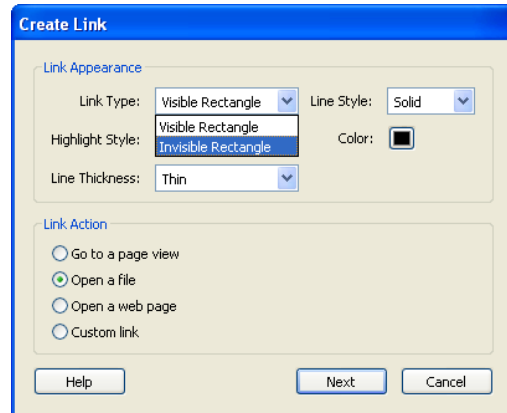 Create Link
Link Appearance
Link Type: Visible Rectangle Line Style: Solid
Visible Rectangle
Highlight Style: Invisible Rectangle Color:
Line Thickness: Thin
Link Action
Go to a page view
Open a file
Open a web page
Custom link
Help Next Cancel